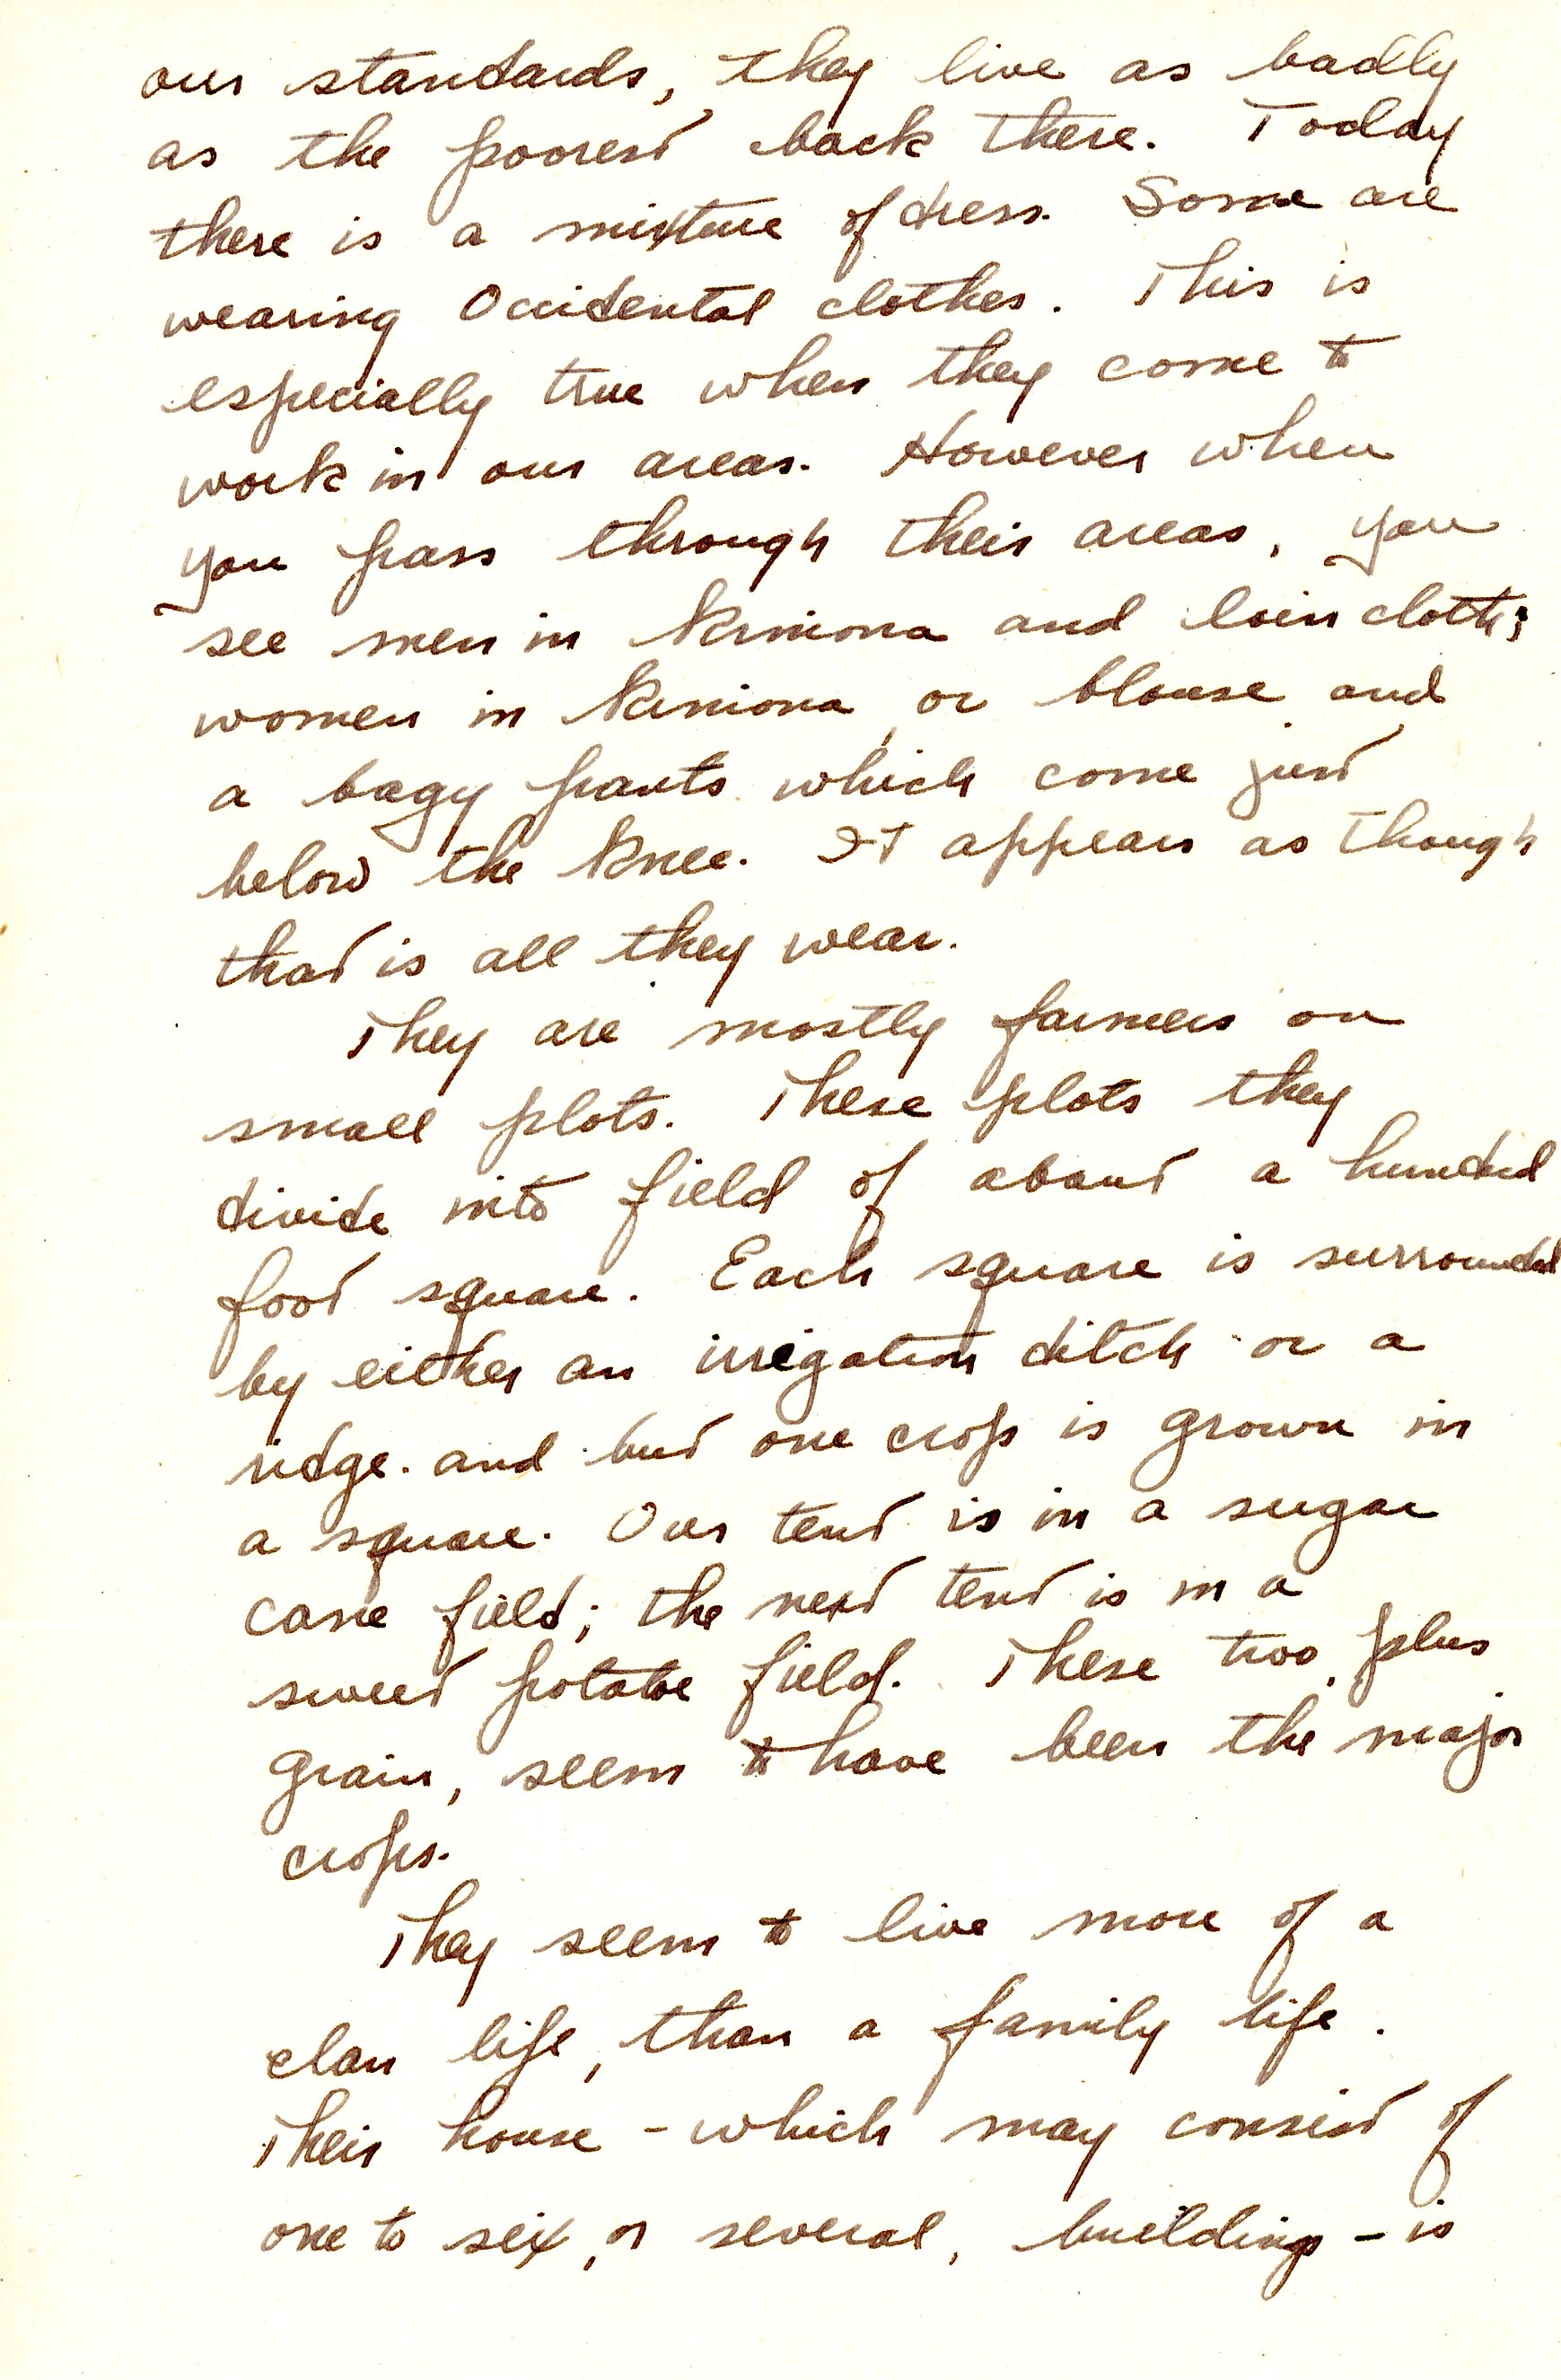 our standards, they live as badly
as the poorest back there. Today
there is a mixture of dress. Some are
wearing Occidental clothes. This is
especially true when they come to
work in our areas. However when
you pass through their areas, you
see men in Kimona and loin cloth;
women in Kimona, or blouse and
a bagy pants which come just
below the knee. It appears as though
that is all they wear.
They are mostly farmers on
small plots. These plots they
divide into field of about a hundred
foot square. Each square is surrounded
by either an irrigation ditch or a
ridge. and but one crop is grown in
a square. Our tent is in a sugar
cane field; the next tent is in a
sweet potatoe field. These two, plus
grain, seem to have been the major
crops.
They seem to live more of a
clan life, than a family life.
Their house - which may consist of
one to six, or several, buildings - is